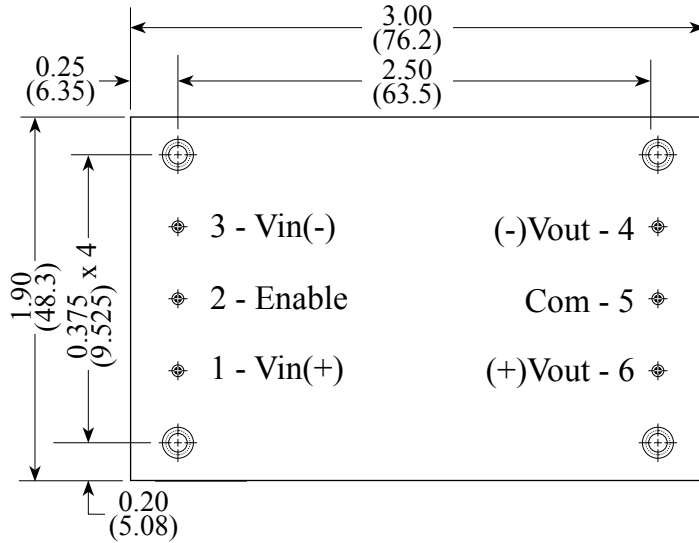 3.00
(76.2)
0.25
(6.35)
2.50
(63.5)
3 - Vin(-)
(-)Vout - 4
2 - Enable
Com - 5
1 - Vin(+)
(+)Vout - 6
1.90
(48.3)
0.375
(9.525)
x 4
0.20
(5.08)